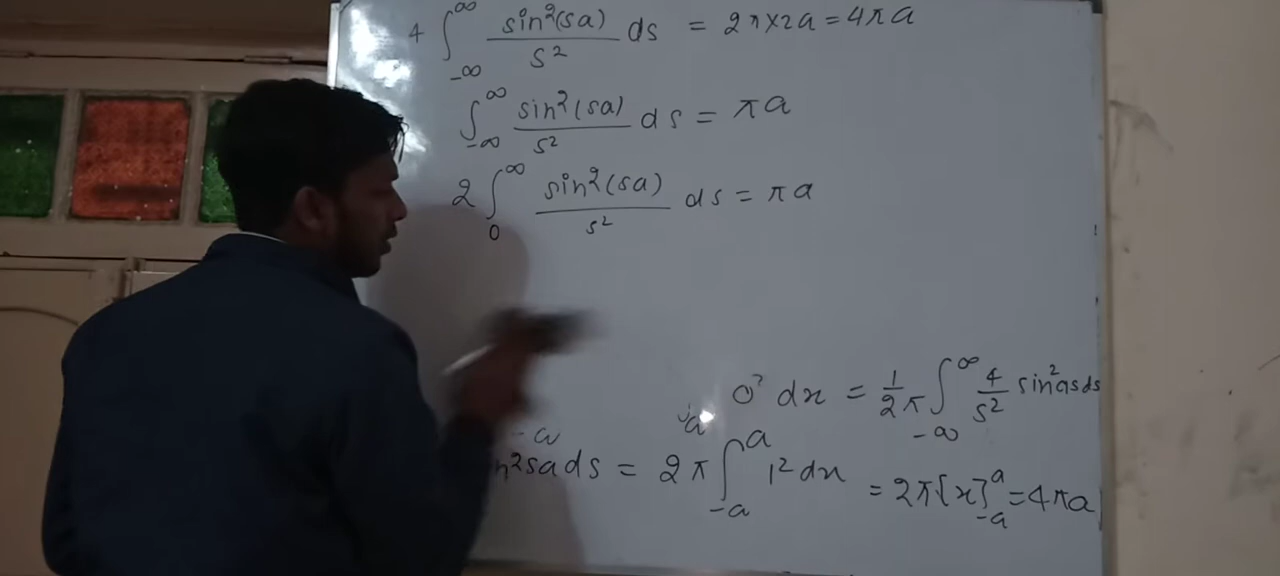 4 ∫_{-∞}^{∞} sin²(sa)/s² ds = 2π×2a = 4πa
∫_{-∞}^{∞} sin²(sa)/s² ds = πa
2 ∫_{0}^{∞} sin²(sa)/s² ds = πa
0² dx = 1/2π ∫_{-∞}^{∞} 4/s² sin²as ds
n²sa ds = 2π ∫_{-a}^{a} 1² dx = 2π[x]_{-a}^{a} = 4πa